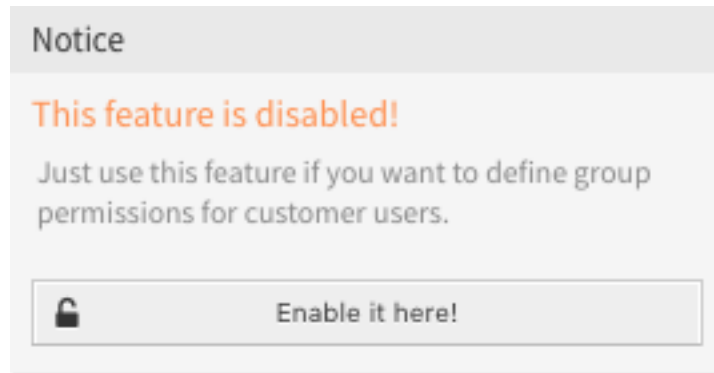 Notice
This feature is disabled!
Just use this feature if you want to define group
permissions for customer users.
Enable it here!